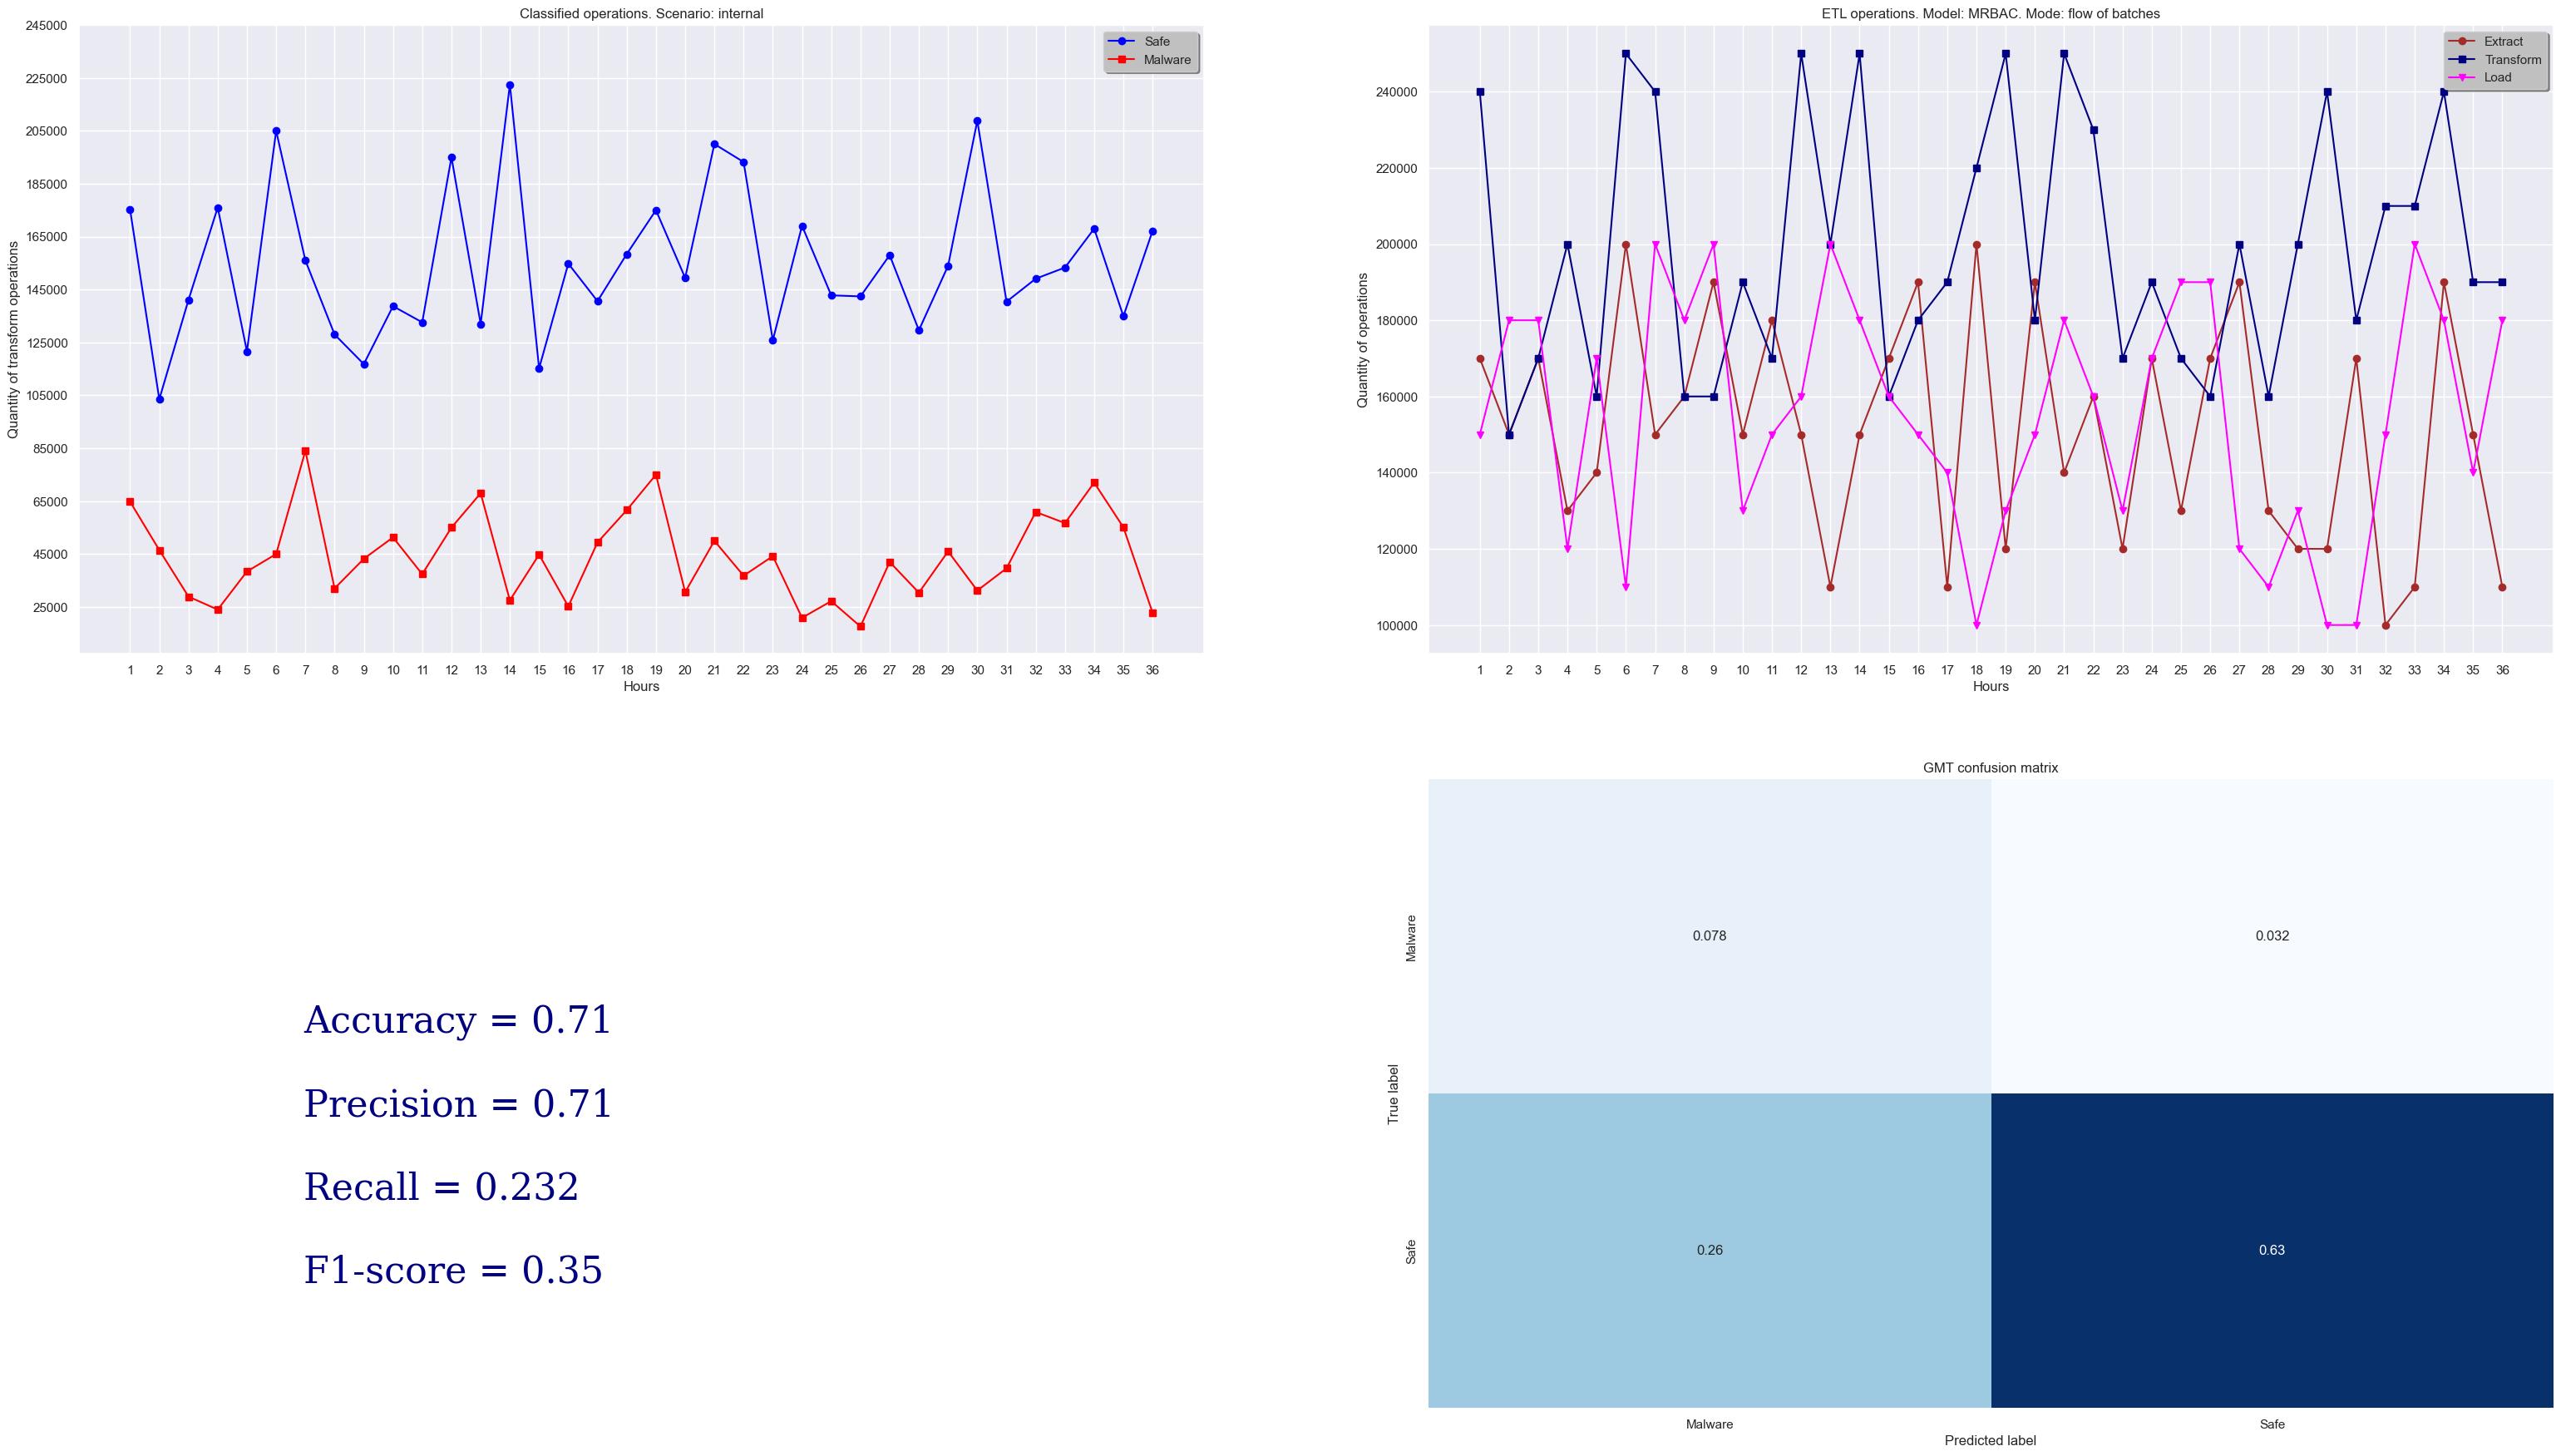 Classified operations. Scenario: internal
Safe
Malware
Quantity of transform operations
245000
225000
205000
185000
165000
145000
125000
105000
85000
65000
45000
25000
1 2 3 4 5 6 7 8 9 10 11 12 13 14 15 16 17 18 19 20 21 22 23 24 25 26 27 28 29 30 31 32 33 34 35 36
Hours
ETL operations. Model: MRBAC. Mode: flow of batches
Extract
Transform
Load
Quantity of operations
240000
220000
200000
180000
160000
140000
120000
100000
1 2 3 4 5 6 7 8 9 10 11 12 13 14 15 16 17 18 19 20 21 22 23 24 25 26 27 28 29 30 31 32 33 34 35 36
Hours
Accuracy = 0.71
Precision = 0.71
Recall = 0.232
F1-score = 0.35
GMT confusion matrix
True label
Malware
0.078 0.032
Safe
0.26 0.63
Malware Safe
Predicted label